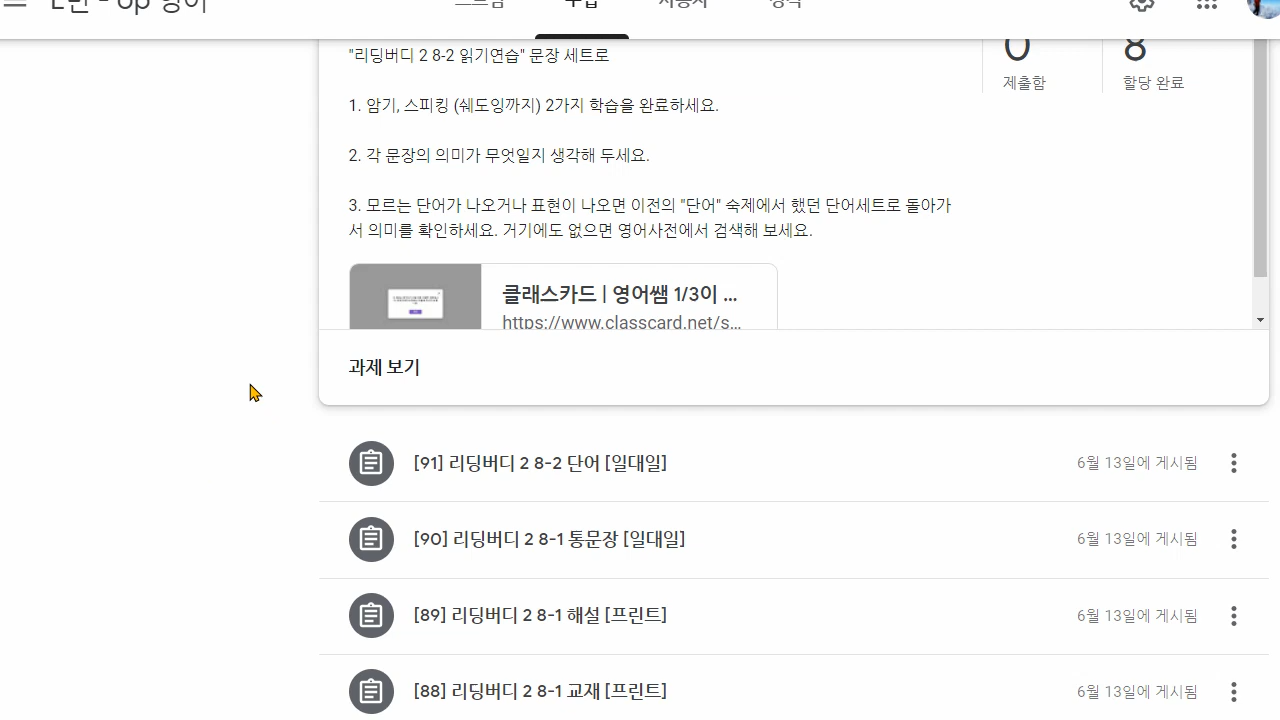 "리딩버디 2 8-2 읽기연습" 문장 세트로
0
8
제출함
할당 완료
1. 암기, 스피킹 (쉐도잉까지) 2가지 학습을 완료하세요.
2. 각 문장의 의미가 무엇일지 생각해 두세요.
3. 모르는 단어가 나오거나 표현이 나오면 이전의 "단어" 숙제에서 했던 단어세트로 돌아가
서 의미를 확인하세요. 거기에도 없으면 영어사전에서 검색해 보세요.
클래스카드 | 영어쌤 1/3이 ...
https://www.classcard.net/s...
과제 보기
[91] 리딩버디 2 8-2 단어 [일대일]
6월 13일에 게시됨
[90] 리딩버디 2 8-1 통문장 [일대일]
6월 13일에 게시됨
[89] 리딩버디 2 8-1 해설 [프린트]
6월 13일에 게시됨
[88] 리딩버디 2 8-1 교재 [프린트]
6월 13일에 게시됨